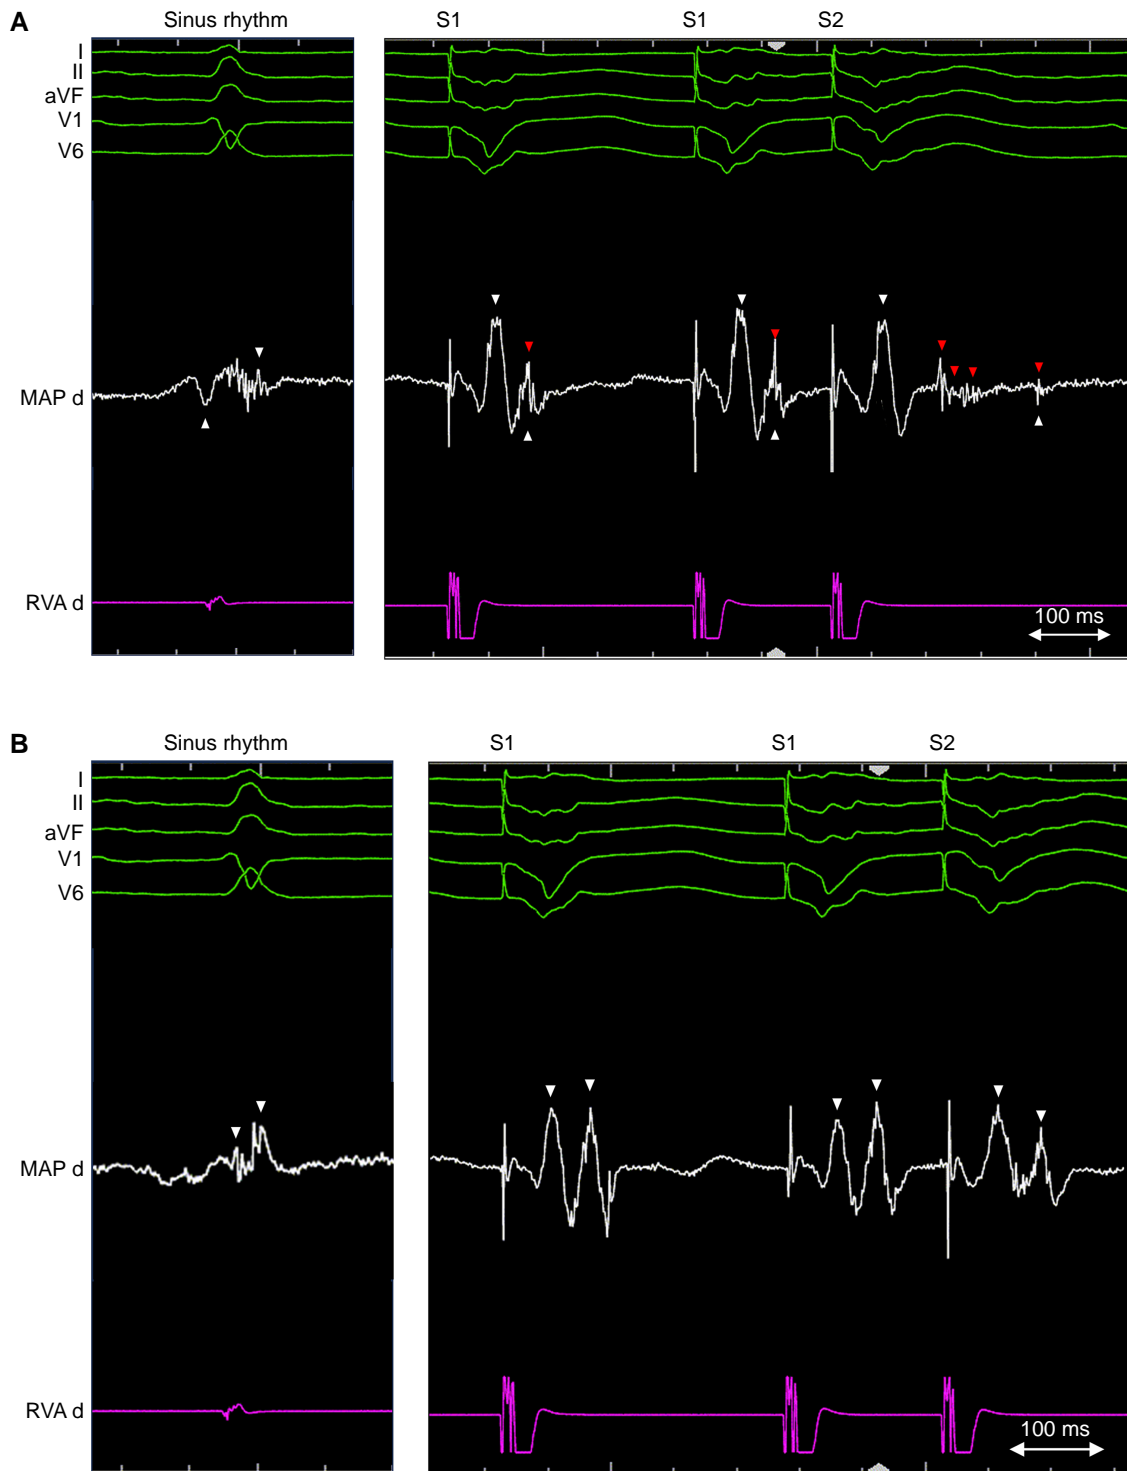 A
Sinus rhythm
S1
S1
S2
I
II
aVF
V1
V6
MAP d
RVA d
100 ms
B
Sinus rhythm
S1
S1
S2
I
II
aVF
V1
V6
MAP d
RVA d
100 ms